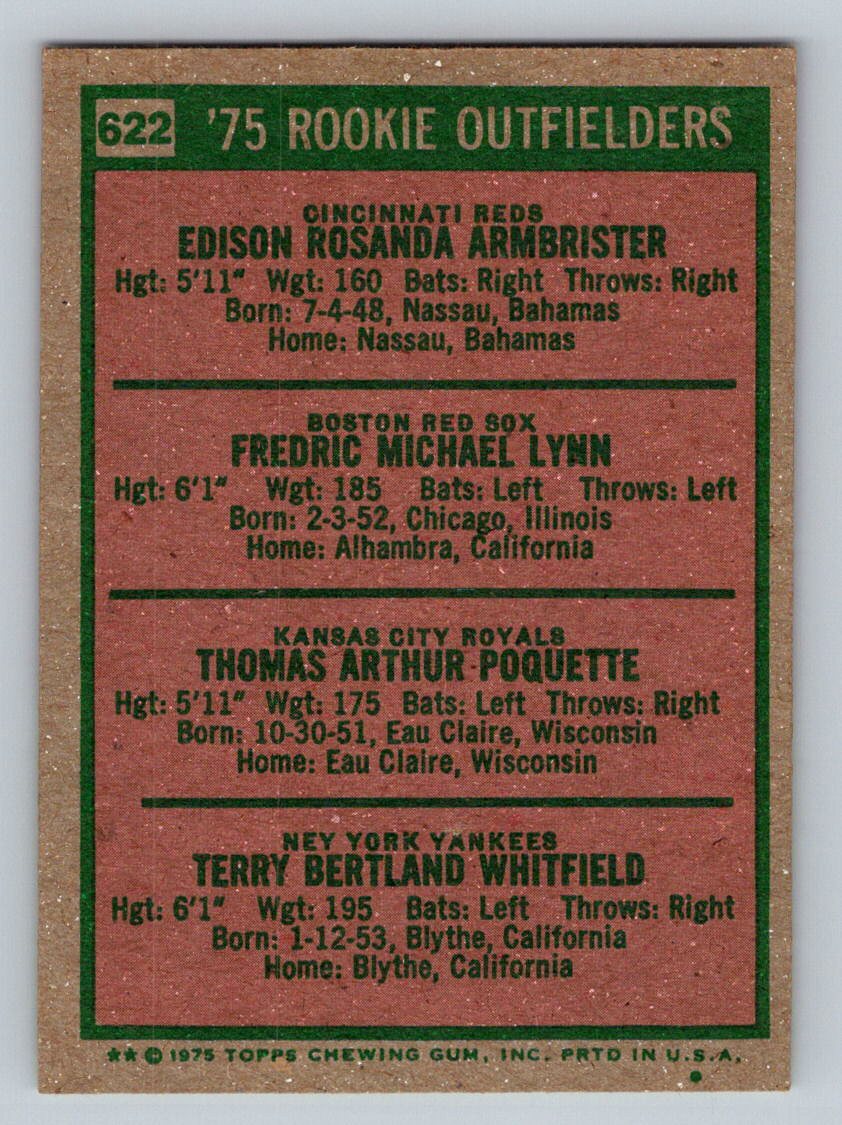 622 '75 ROOKIE OUTFIELDERS
CINCINNATI REDS
EDISON ROSANDA ARMBRISTER
Hgt: 5'11" Wgt: 160 Bats: Right Throws: Right
Born: 7-4-48, Nassau, Bahamas
Home: Nassau, Bahamas
BOSTON RED SOX
FREDRIC MICHAEL LYNN
Hgt: 6'1" Wgt: 185 Bats: Left Throws: Left
Born: 2-3-52, Chicago, Illinois
Home: Alhambra, California
KANSAS CITY ROYALS
THOMAS ARTHUR POQUETTE
Hgt: 5'11" Wgt: 175 Bats: Left Throws: Right
Born: 10-30-51, Eau Claire, Wisconsin
Home: Eau Claire, Wisconsin
NEY YORK YANKEES
TERRY BERTLAND WHITFIELD
Hgt: 6'1" Wgt: 195 Bats: Left Throws: Right
Born: 1-12-53, Blythe, California
Home: Blythe, California
★★ © 1975 TOPPS CHEWING GUM, INC. PRTD IN U.S.A.